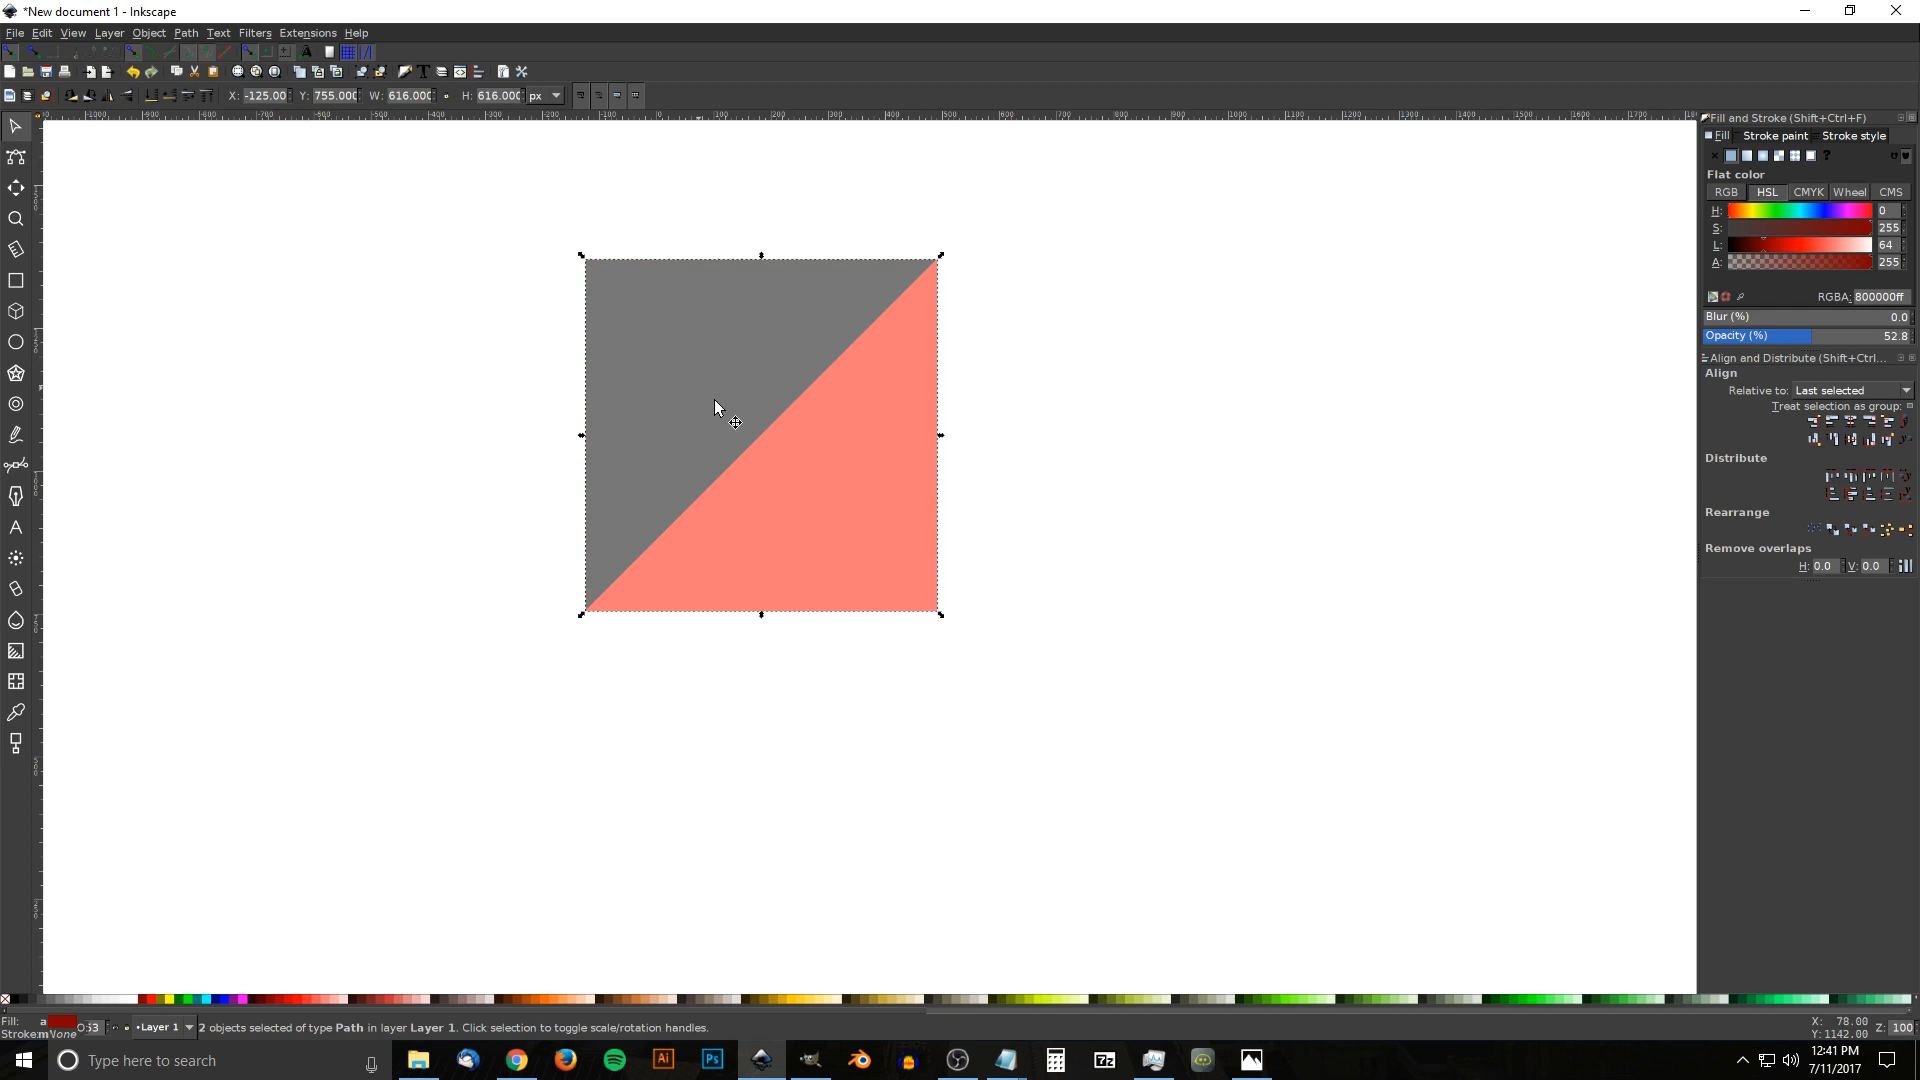 *New document 1 - Inkscape
File Edit View Layer Object Path Text Filters Extensions Help
X: -125.00 Y: 755.000 W: 616.000 H: 616.000 px
Fill and Stroke (Shift+Ctrl+F)
Fill Stroke paint Stroke style
Flat color
RGB HSL CMYK Wheel CMS
H: 0
S: 255
L: 64
A: 255
RGBA: 800000ff
Blur (%) 0.0
Opacity (%) 52.8
Align and Distribute (Shift+Ctrl...
Align
Relative to: Last selected
Treat selection as group:
Distribute
Rearrange
Remove overlaps
H: 0.0 V: 0.0
Fill: a O:53 •Layer 1 2 objects selected of type Path in layer Layer 1. Click selection to toggle scale/rotation handles. X: 78.00 Z: 100
Stroke: m None Y: 1142.00
Type here to search
Ai Ps 7z
12:41 PM
7/11/2017